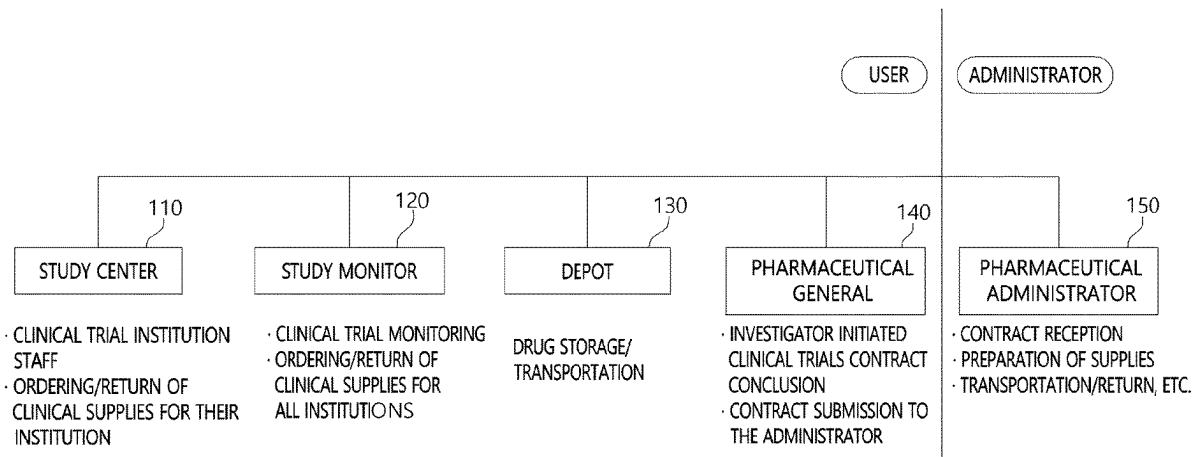 USER
ADMINISTRATOR
110
120
130
140
150
STUDY CENTER
STUDY MONITOR
DEPOT
PHARMACEUTICAL
GENERAL
PHARMACEUTICAL
ADMINISTRATOR
· CLINICAL TRIAL INSTITUTION
STAFF
· ORDERING/RETURN OF
CLINICAL SUPPLIES FOR THEIR
INSTITUTION
· CLINICAL TRIAL MONITORING
· ORDERING/RETURN OF
CLINICAL SUPPLIES FOR
ALL INSTITUTIONS
DRUG STORAGE/
TRANSPORTATION
· INVESTIGATOR INITIATED
CLINICAL TRIALS CONTRACT
CONCLUSION
· CONTRACT SUBMISSION TO
THE ADMINISTRATOR
· CONTRACT RECEPTION
· PREPARATION OF SUPPLIES
· TRANSPORTATION/RETURN, ETC.